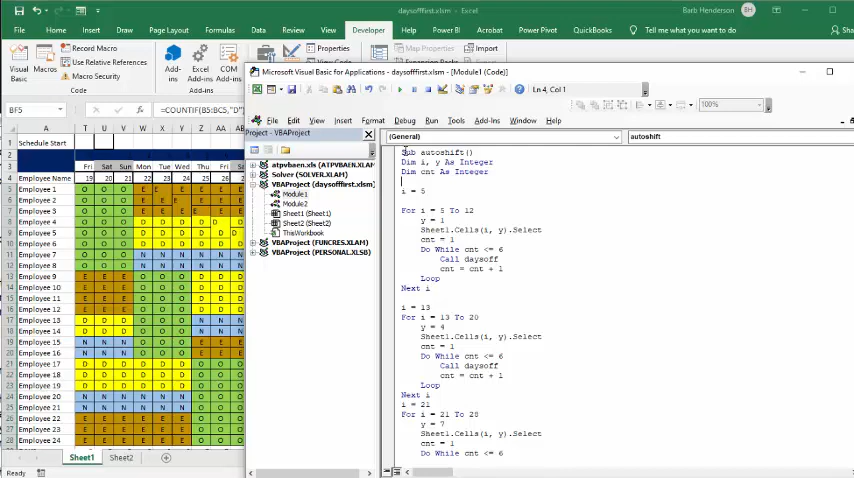 daysofffirst.xlsm - Excel
Barb Henderson
BH
File Home Insert Draw Page Layout Formulas Data Review View Developer Help Power BI Power Pivot QuickBooks Tell me what you want to do
Visual Basic
Macros
Record Macro
Use Relative References
Macro Security
Code
Add-ins
Excel Add-ins
COM Add-ins
Properties
View Code
Map Properties
Import
Microsoft Visual Basic for Applications - daysofffirst.xlsm - [Module1 (Code)]
Ln 4, Col 1
100%
File Edit View Insert Format Debug Run Tools Add-Ins Window Help
BF5
fx
=COUNTIF(B5:BC5,"D")
Project - VBAProject
atpvbaen.xls (ATPVBAEN.XLAM)
Solver (SOLVER.XLAM)
VBAProject (daysofffirst.xlsm)
Module1
Module2
Sheet1 (Sheet1)
Sheet2 (Sheet2)
ThisWorkbook
VBAProject (FUNCRES.XLAM)
VBAProject (PERSONAL.XLSB)
(General)
autoshift
Sub autoshift()
Dim i, y As Integer
Dim cnt As Integer
i = 5
For i = 5 To 12
y = 1
Sheet1.Cells(i, y).Select
cnt = 1
Do While cnt <= 6
Call daysoff
cnt = cnt + 1
Loop
Next i
i = 13
For i = 13 To 20
y = 4
Sheet1.Cells(i, y).Select
cnt = 1
Do While cnt <= 6
Call daysoff
cnt = cnt + 1
Loop
Next i
i = 21
For i = 21 To 28
y = 7
Sheet1.Cells(i, y).Select
cnt = 1
Do While cnt <= 6
A T U V W X Y Z AA AB
1 Schedule Start
2
3 Fri Sat Sun Mon Tue Wed Thu Fri
4 Employee Name 19 20 21 22 23 24 25 26
5 Employee 1 O O O E E E D D
6 Employee 2 O O O E E E D D
7 Employee 3 O O O E E E E D
8 Employee 4 O O O D D D D D
9 Employee 5 O O O D D D D D
10 Employee 6 O O O D D D D D
11 Employee 7 O O O N N N N N
12 Employee 8 O O O N N N N N
13 Employee 9 E E E O O O D D
14 Employee 10 E E E O O O D D
15 Employee 11 E E E O O O D D
16 Employee 12 E E E O O O D D
17 Employee 13 D D D O O O N N
18 Employee 14 D D D O O O N N
19 Employee 15 N N N O O O E E
20 Employee 16 N N N O O O E E
21 Employee 17 D D D D D D O O
22 Employee 18 D D D D D D O O
23 Employee 19 D D D D D D O O
24 Employee 20 N N N N N N O O
25 Employee 21 N N N N N N O O
26 Employee 22 E E E E E E O O
27 Employee 23 E E E E E E O O
28 Employee 24 E E E E E E O O
Sheet1 Sheet2
Ready